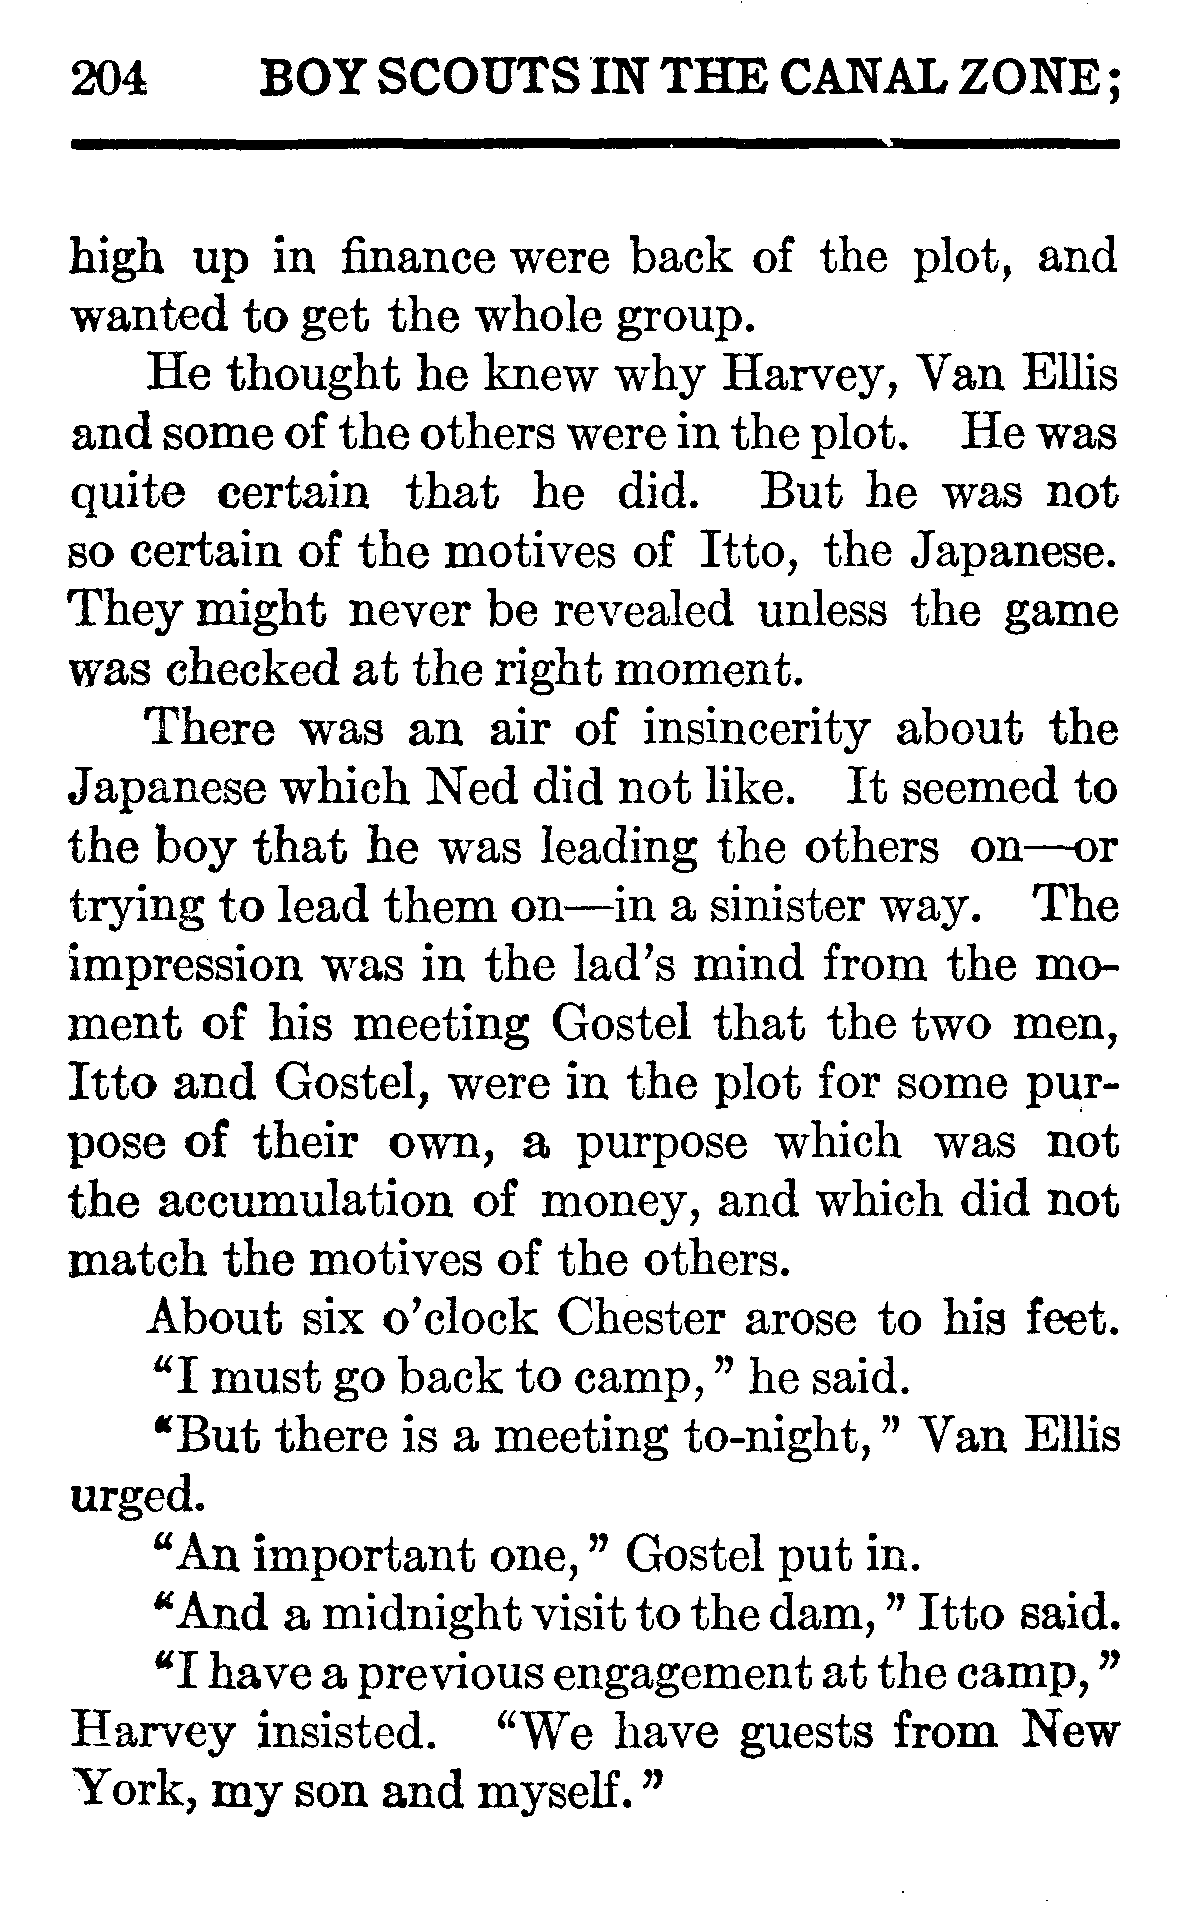 204 BOY SCOUTS IN THE CANAL ZONE;
high up in finance were back of the plot, and
wanted to get the whole group.
He thought he knew why Harvey, Van Ellis
and some of the others were in the plot. He was
quite certain that he did. But he was not
so certain of the motives of Itto, the Japanese.
They might never be revealed unless the game
was checked at the right moment.
There was an air of insincerity about the
Japanese which Ned did not like. It seemed to
the boy that he was leading the others on—or
trying to lead them on—in a sinister way. The
impression was in the lad's mind from the mo-
ment of his meeting Gostel that the two men,
Itto and Gostel, were in the plot for some pur-
pose of their own, a purpose which was not
the accumulation of money, and which did not
match the motives of the others.
About six o'clock Chester arose to his feet.
“I must go back to camp,” he said.
“But there is a meeting to-night,” Van Ellis
urged.
“An important one,” Gostel put in.
“And a midnight visit to the dam,” Itto said.
“I have a previous engagement at the camp,”
Harvey insisted. “We have guests from New
York, my son and myself.”